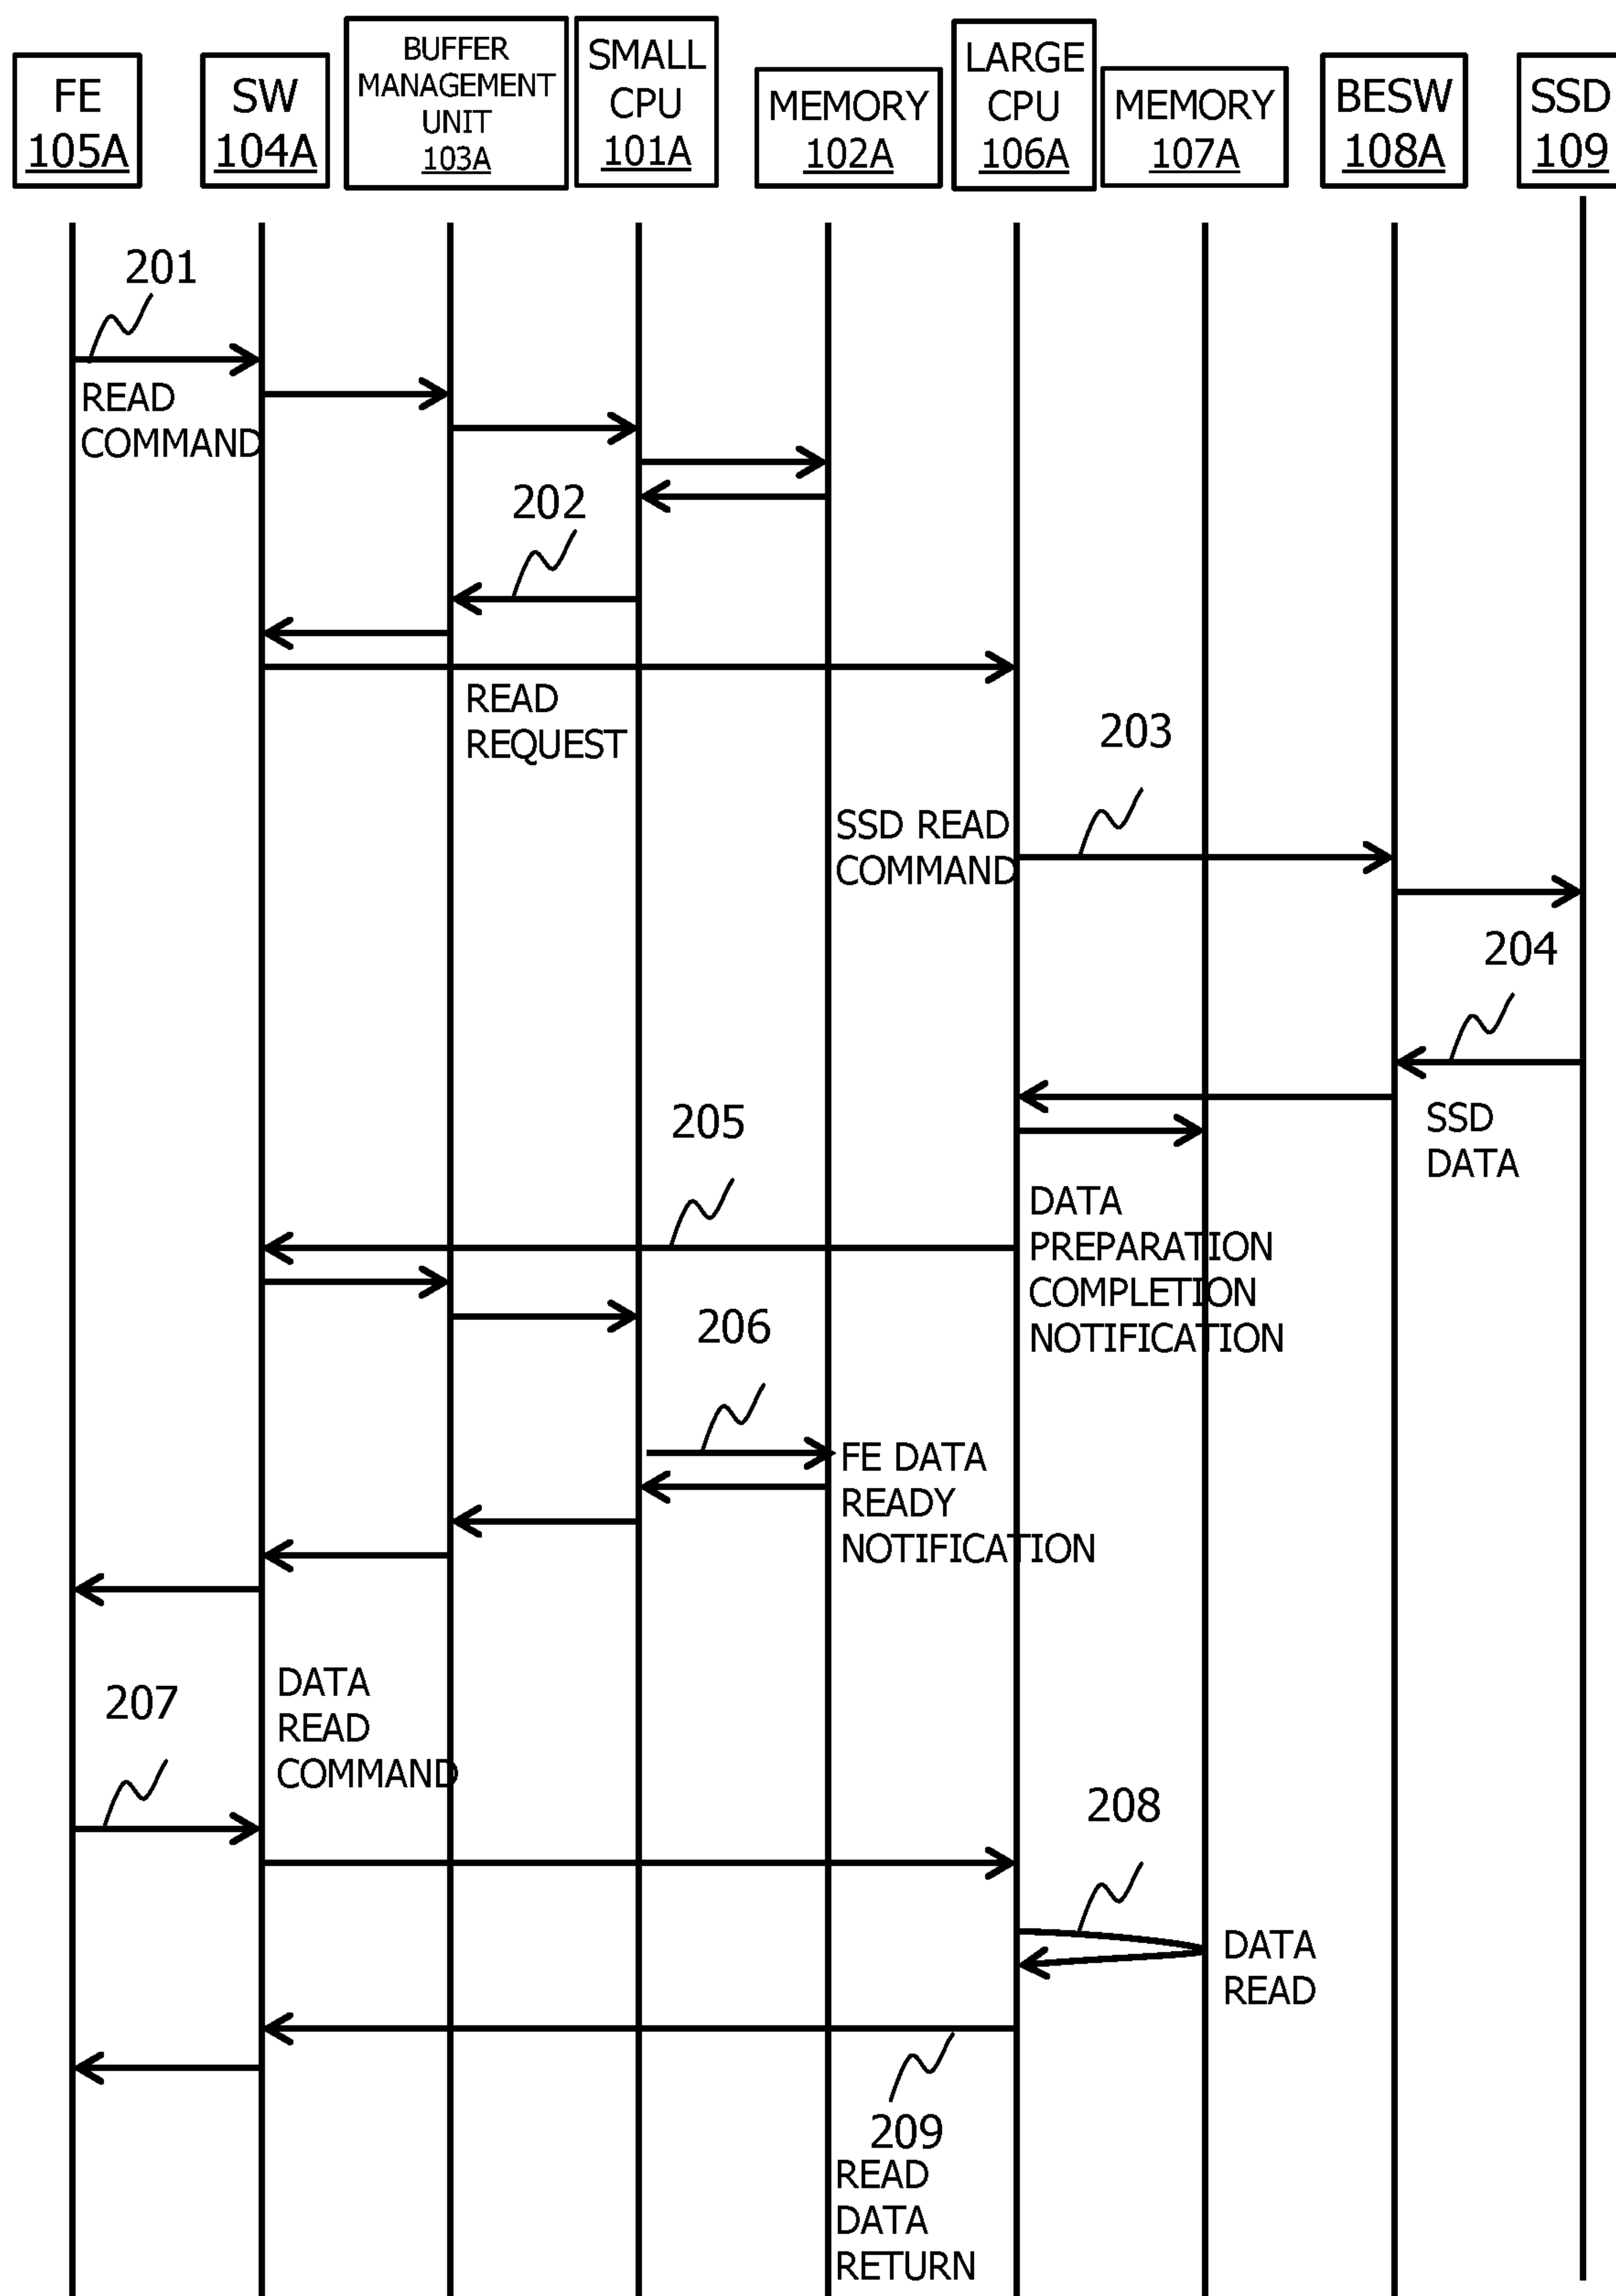 FE
105A
SW
104A
BUFFER
MANAGEMENT
UNIT
103A
SMALL
CPU
101A
MEMORY
102A
LARGE
CPU
106A
MEMORY
107A
BESW
108A
SSD
109
201
READ
COMMAND
202
READ
REQUEST
203
SSD READ
COMMAND
204
SSD
DATA
205
DATA
PREPARATION
COMPLETION
NOTIFICATION
206
FE DATA
READY
NOTIFICATION
207
DATA
READ
COMMAND
208
DATA
READ
209
READ
DATA
RETURN